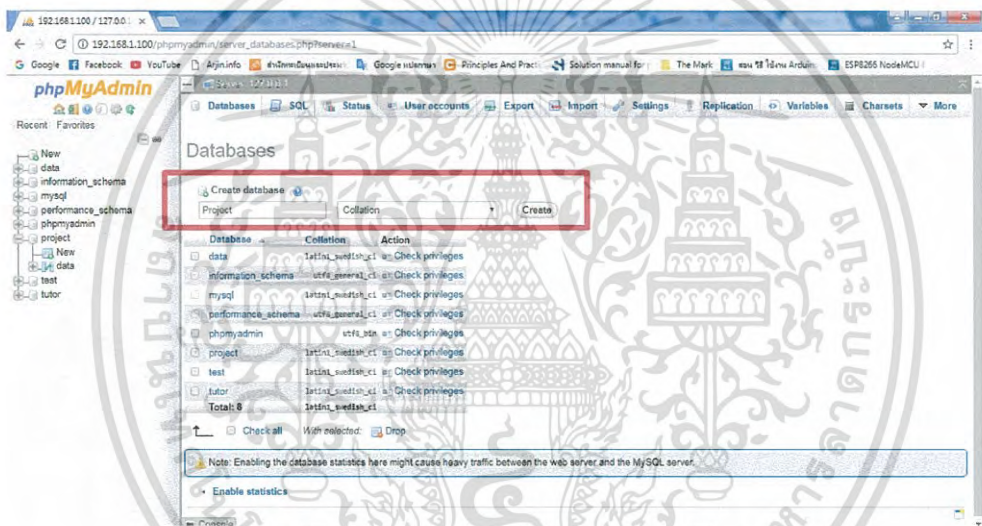 192.168.1.100 / 127.0.0.1
192.168.1.100/phpmyadmin/server_databases.php?server=1
Google Facebook YouTube Arjin.info Google Principles And Practi Solution manual for The Mark ESP8266 NodeMCU
phpMyAdmin
Recent Favorites
New
data
information_schema
mysql
performance_schema
phpmyadmin
project
New
data
test
tutor
Databases SQL Status User accounts Export Import Settings Replication Variables Charsets More
Databases
Create database
Project Collation Create
Database Collation Action
data latin1_swedish_ci Check privileges
information_schema utf8_general_ci Check privileges
mysql latin1_swedish_ci Check privileges
performance_schema utf8_general_ci Check privileges
phpmyadmin utf8_bin Check privileges
project latin1_swedish_ci Check privileges
test latin1_swedish_ci Check privileges
tutor latin1_swedish_ci Check privileges
Total: 8 latin1_swedish_ci
Check all With selected: Drop
Note: Enabling the database statistics here might cause heavy traffic between the web server and the MySQL server.
Enable statistics
Console